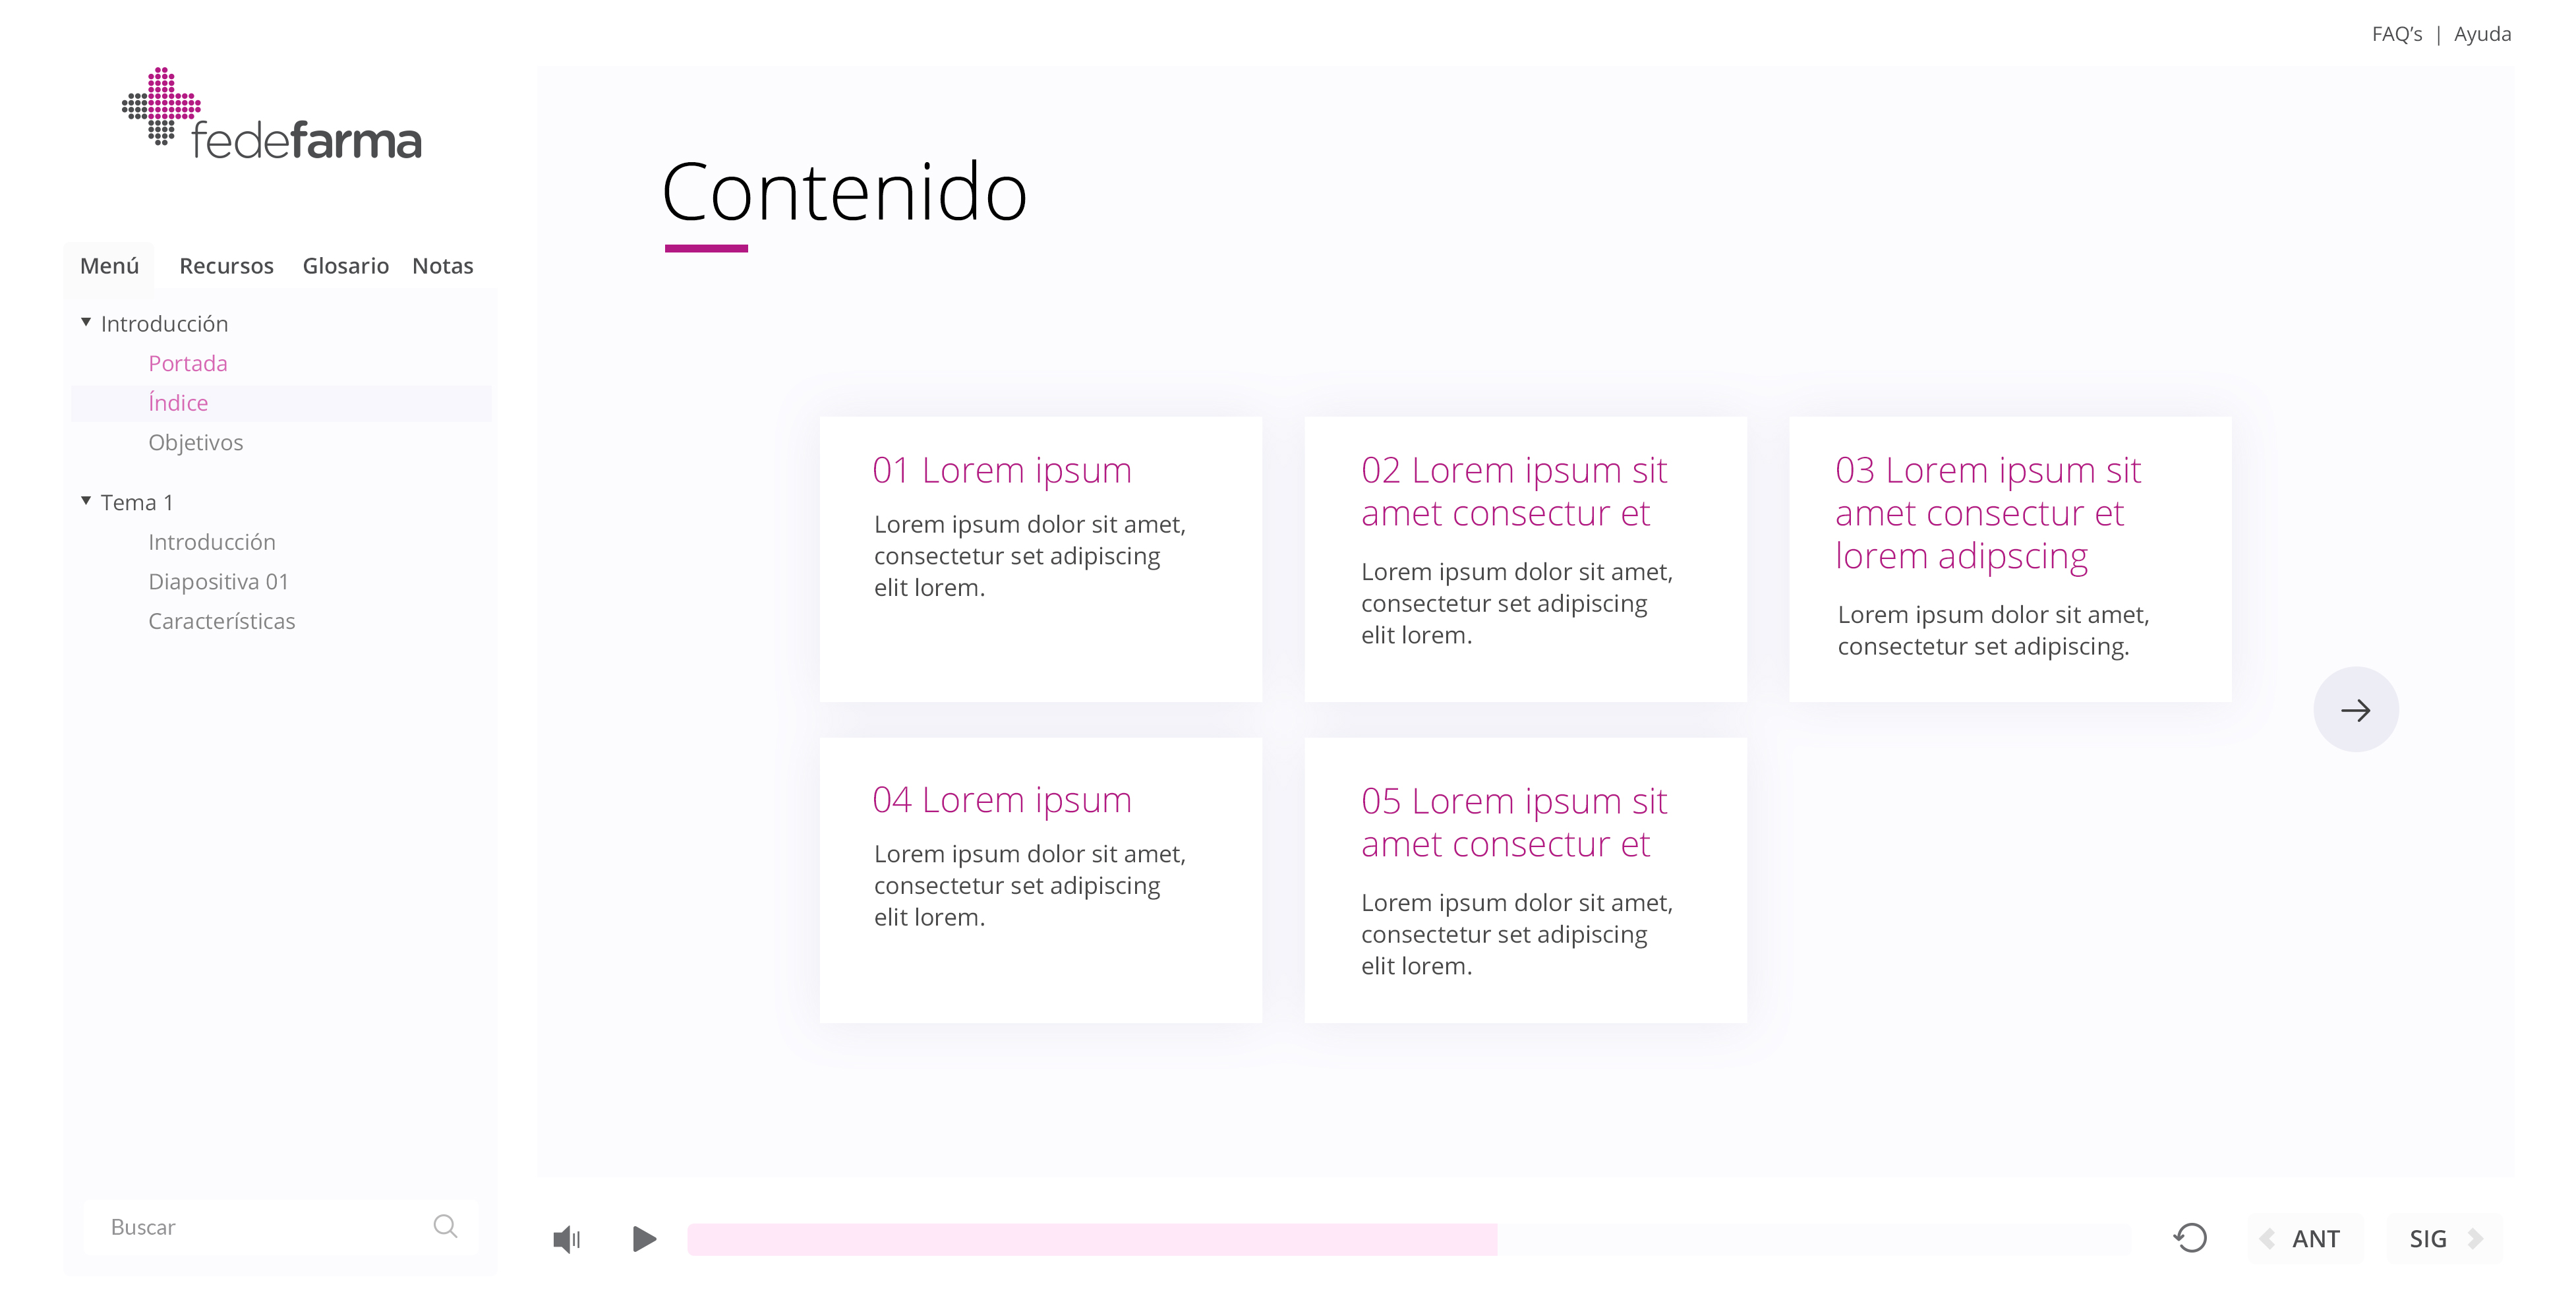 FAQ's | Ayuda
fedefarma
Menú Recursos Glosario Notas
Introducción
Portada
Índice
Objetivos
Tema 1
Introducción
Diapositiva 01
Características
Buscar
Contenido
01 Lorem ipsum
Lorem ipsum dolor sit amet,
consectetur set adipiscing
elit lorem.
02 Lorem ipsum sit
amet consectur et
Lorem ipsum dolor sit amet,
consectetur set adipiscing
elit lorem.
03 Lorem ipsum sit
amet consectur et
lorem adipscing
Lorem ipsum dolor sit amet,
consectetur set adipiscing.
04 Lorem ipsum
Lorem ipsum dolor sit amet,
consectetur set adipiscing
elit lorem.
05 Lorem ipsum sit
amet consectur et
Lorem ipsum dolor sit amet,
consectetur set adipiscing
elit lorem.
ANT
SIG